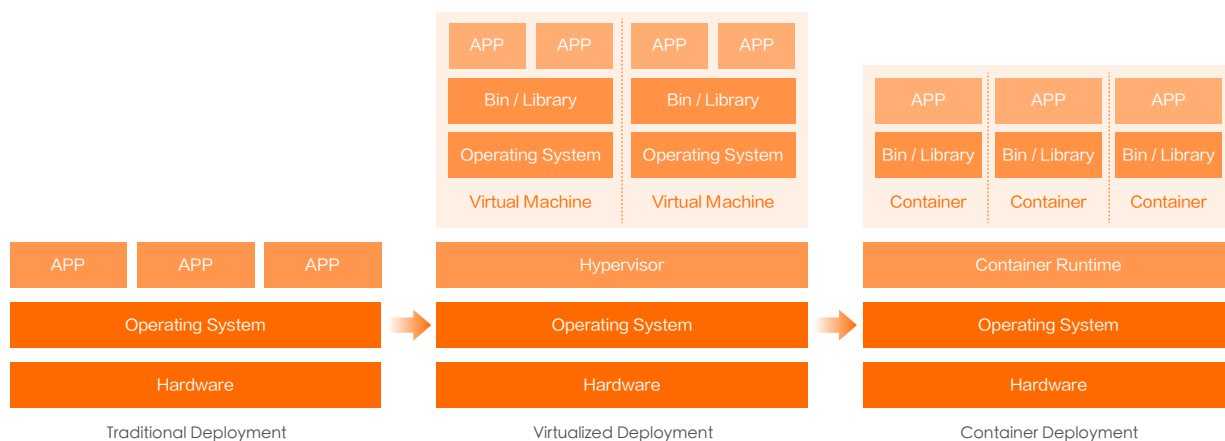 APP APP APP APP
Bin / Library Bin / Library
Operating System Operating System
Virtual Machine Virtual Machine
APP APP APP
Bin / Library Bin / Library Bin / Library
Container Container Container
APP APP APP
Hypervisor
Container Runtime
Operating System
Operating System
Operating System
Hardware
Hardware
Hardware
Traditional Deployment
Virtualized Deployment
Container Deployment